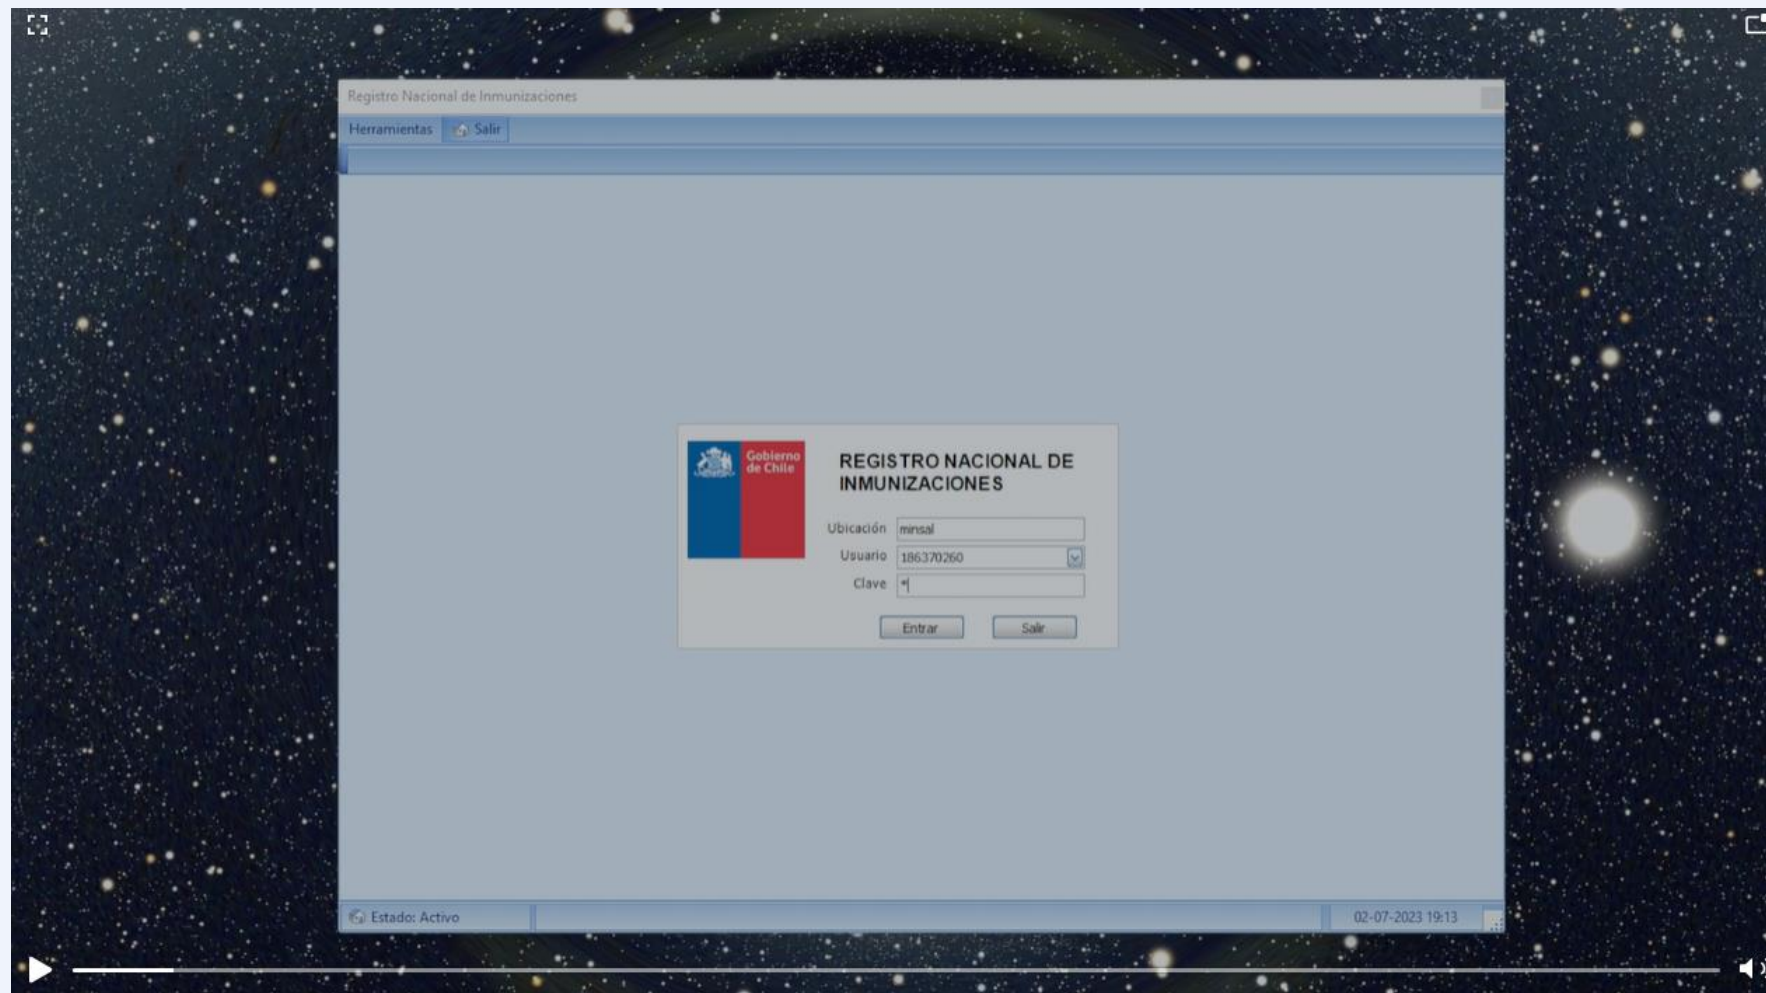 Registro Nacional de Inmunizaciones
Herramientas Salir
Gobierno
de Chile
REGISTRO NACIONAL DE
INMUNIZACIONES
Ubicación minsal
Usuario 186370260
Clave *
Entrar Salir
Estado: Activo 02-07-2023 19:13